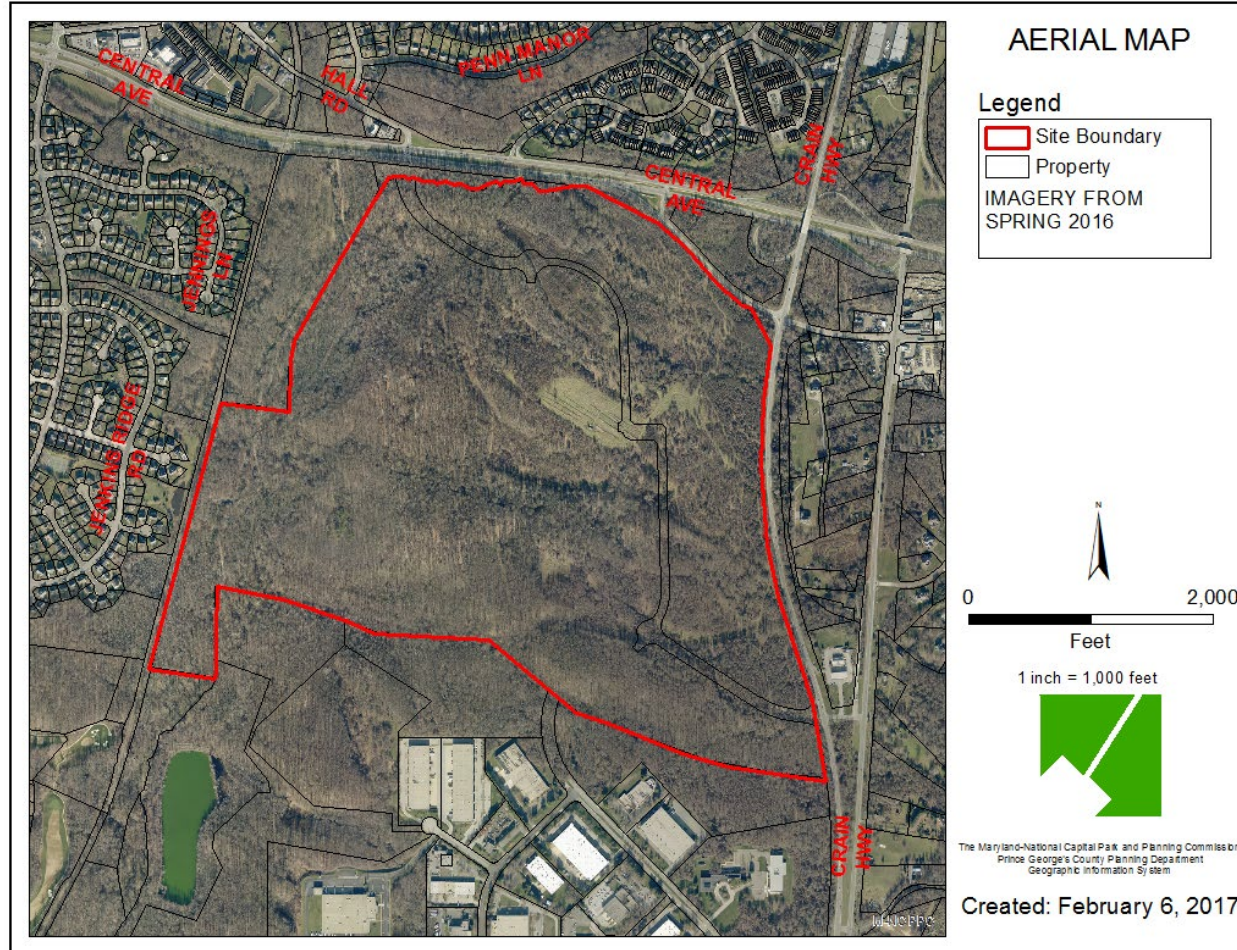 AERIAL MAP
Legend
Site Boundary
Property
IMAGERY FROM
SPRING 2016
CENTRAL
AVE
HALL
RD
PENN MANOR
LN
CRAIN
HWY
CENTRAL
AVE
JENNINGS
LN
JENKINS RIDGE
RD
CRAIN
HWY
N
0 2,000
Feet
1 inch = 1,000 feet
The Maryland-National Capital Park and Planning Commission
Prince George's County Planning Department
Geographic Information System
Created: February 6, 2017